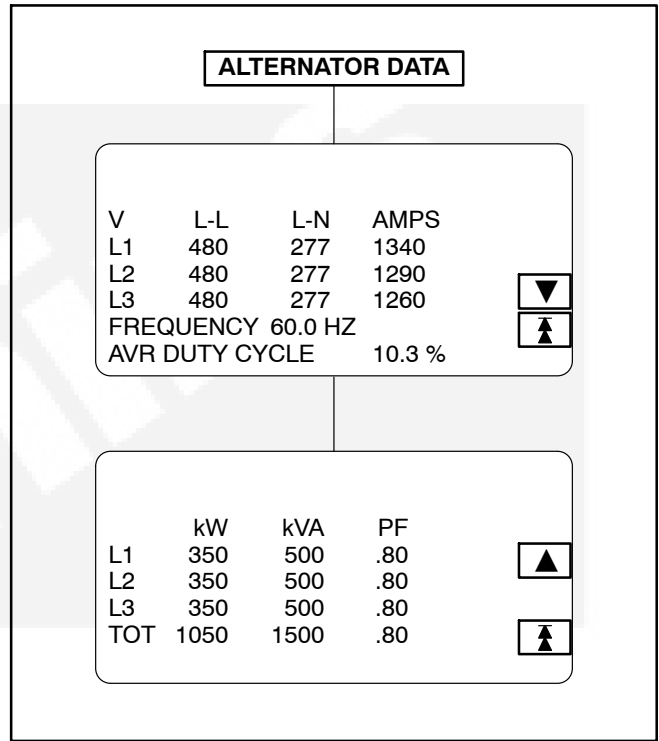 ALTERNATOR DATA
V L-L L-N AMPS
L1 480 277 1340
L2 480 277 1290
L3 480 277 1260
FREQUENCY 60.0 HZ
AVR DUTY CYCLE 10.3 %
kW kVA PF
L1 350 500 .80
L2 350 500 .80
L3 350 500 .80
TOT 1050 1500 .80